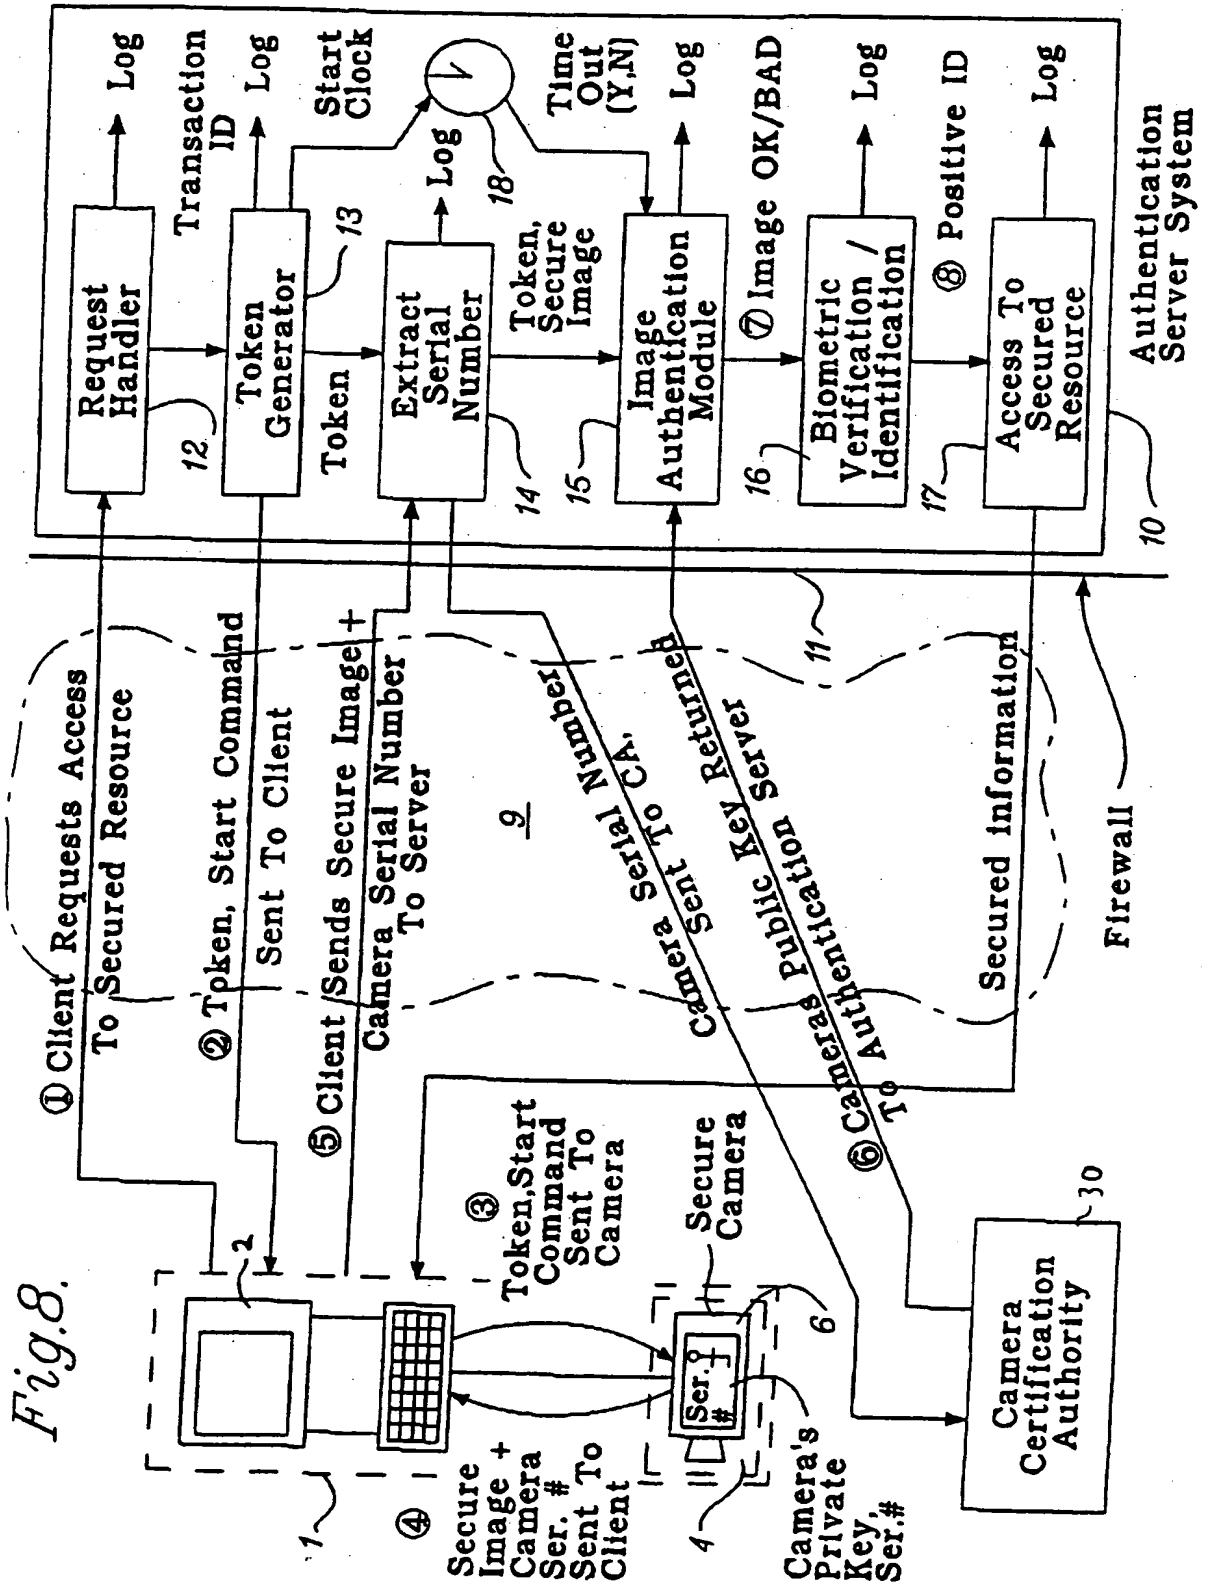 Fig.8.
① Client Requests Access
To Secured Resource
② Token, Start Command
Sent To Client
⑤ Client Sends Secure Image +
Camera Serial Number
To Server
9
Camera Serial Number
Sent To CA,
⑥ Cameras Public Key Returned
To Authentication Server
Secured information
Firewall
11
1
2
③
Token,Start
Command
Sent To
Camera
④
Secure
Image +
Camera
Ser. #
Sent To
Client
Secure
Camera
Ser.
#
4
6
Camera's
Private
Key,
Ser.#
Camera
Certification
Authority
30
Request
Handler
12
Log
Transaction
ID
Token
Generator
13
Log
Start
Clock
18
Token
Extract
Serial
Number
14
Log
Token,
Secure
Image
Time
Out
(Y,N)
Image
Authentication
Module
15
Log
⑦ Image OK/BAD
Biometric
Verification /
Identification/
16
Log
⑧ Positive ID
Access To
Secured
Resource
17
Log
10
Authentication
Server System